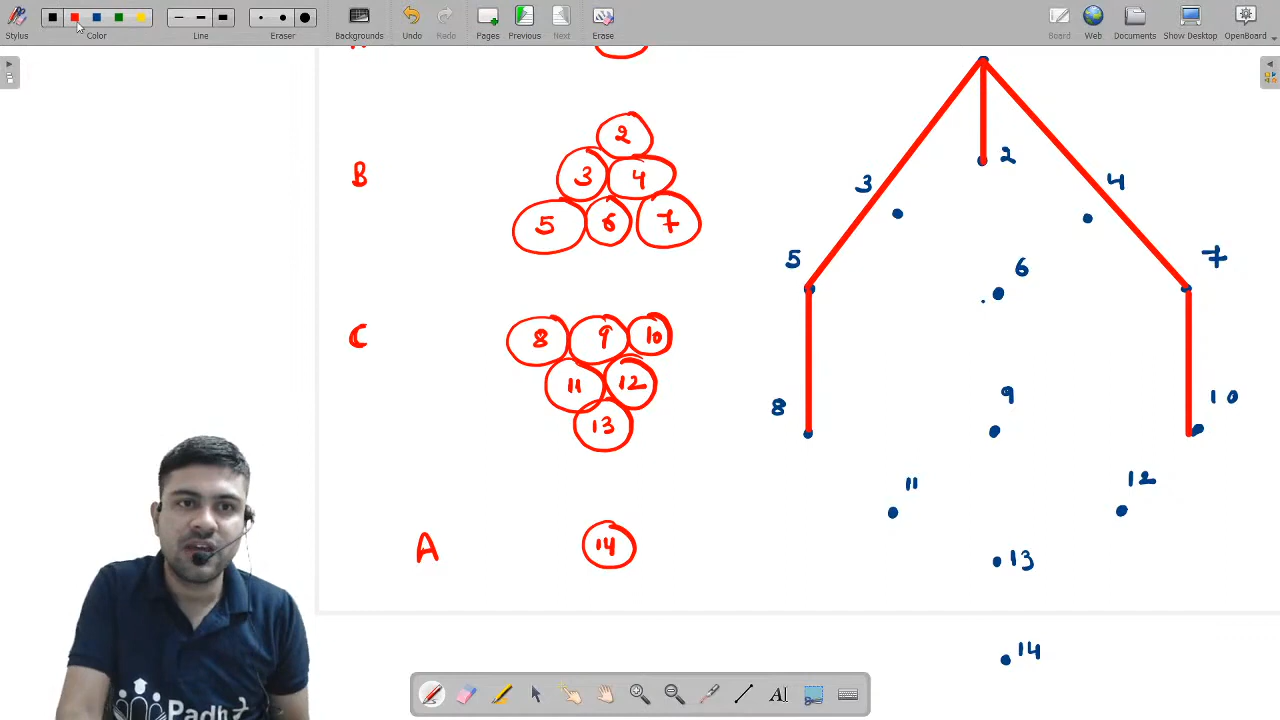 Stylus
Color
Line
Eraser
Backgrounds
Undo
Redo
Pages
Previous
Next
Erase
Board
Web
Documents
Show Desktop
OpenBoard
B
2
3 4
5 6 7
C
8 9 10
11 12
13
A
14
2
3 4
5 7
6
8 9 10
11 12
13
14
AI
Padh